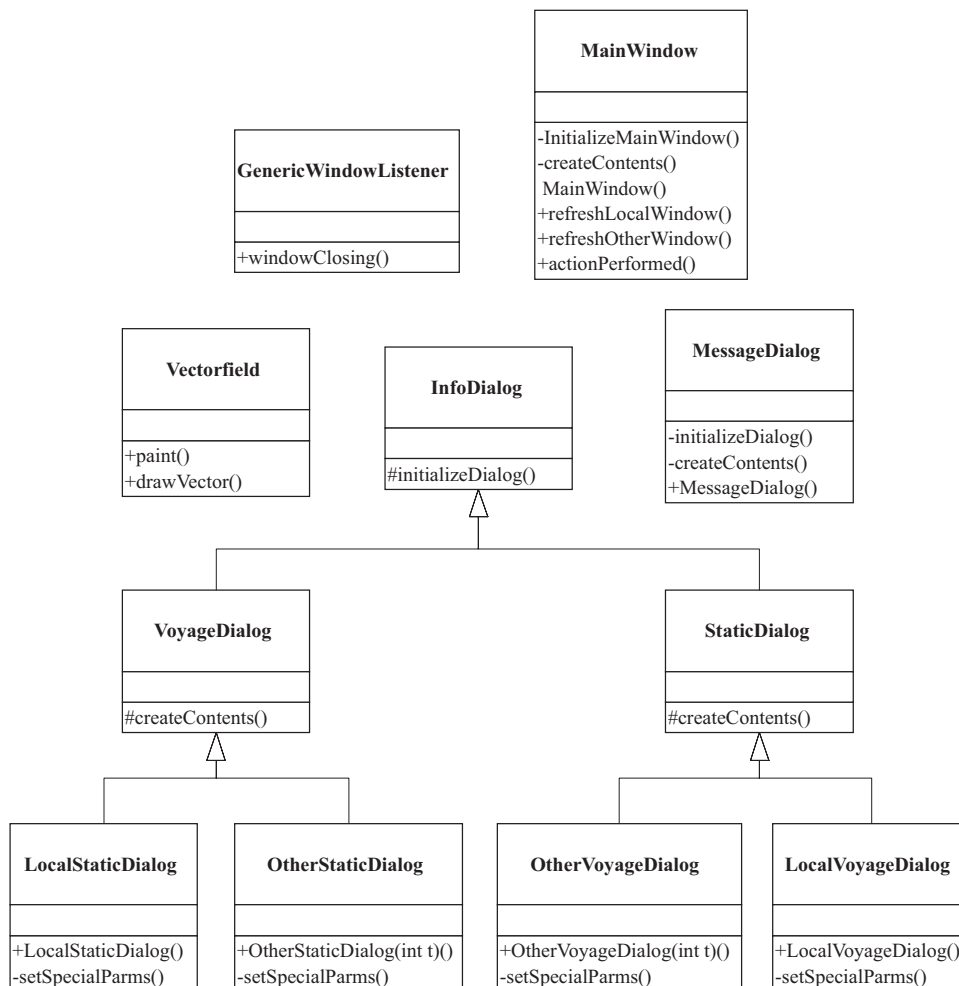 MainWindow
-InitializeMainWindow()
-createContents()
MainWindow()
+refreshLocalWindow()
+refreshOtherWindow()
+actionPerformed()
GenericWindowListener
+windowClosing()
Vectorfield
+paint()
+drawVector()
InfoDialog
#initializeDialog()
MessageDialog
-initializeDialog()
-createContents()
+MessageDialog()
VoyageDialog
#createContents()
StaticDialog
#createContents()
LocalStaticDialog
+LocalStaticDialog()
-setSpecialParms()
OtherStaticDialog
+OtherStaticDialog(int t)()
-setSpecialParms()
OtherVoyageDialog
+OtherVoyageDialog(int t)()
-setSpecialParms()
LocalVoyageDialog
+LocalVoyageDialog()
-setSpecialParms()